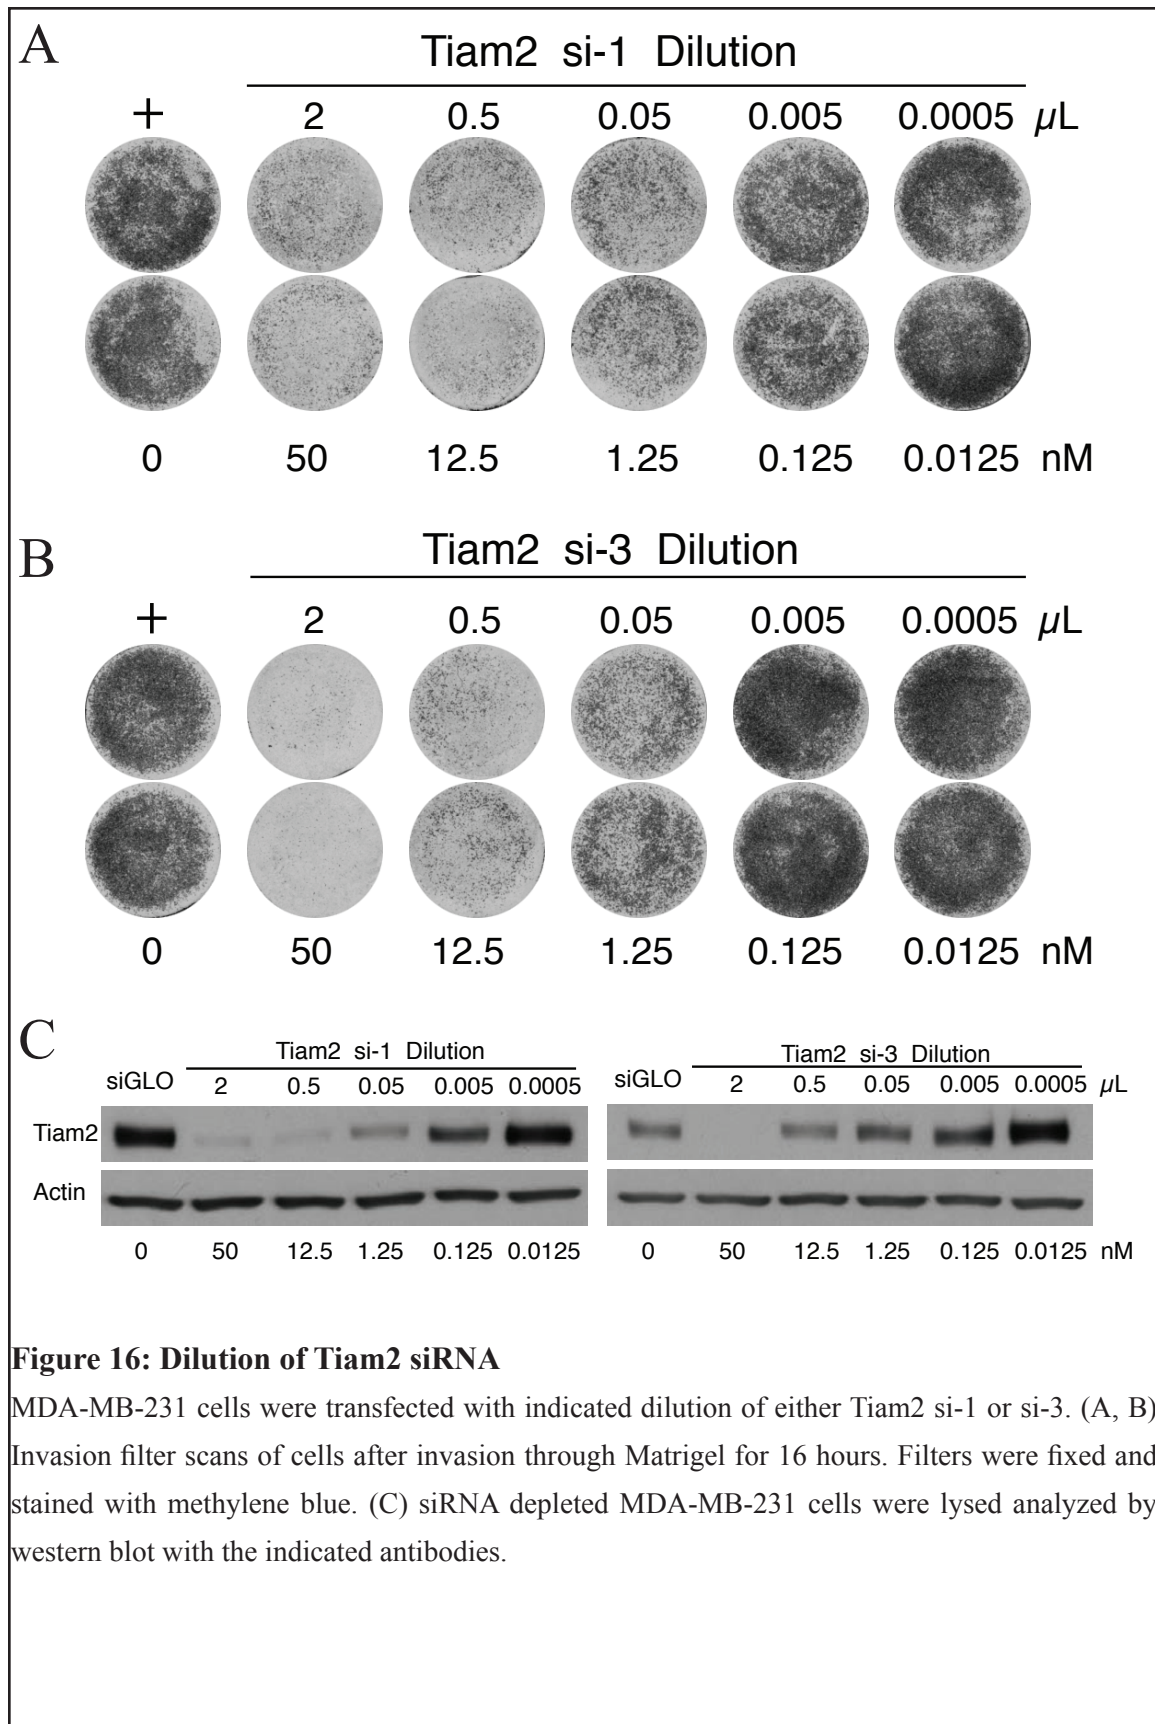 A
Tiam2 si-1 Dilution
+ 2 0.5 0.05 0.005 0.0005 µL
0 50 12.5 1.25 0.125 0.0125 nM
B
Tiam2 si-3 Dilution
+ 2 0.5 0.05 0.005 0.0005 µL
0 50 12.5 1.25 0.125 0.0125 nM
C
Tiam2 si-1 Dilution Tiam2 si-3 Dilution
siGLO 2 0.5 0.05 0.005 0.0005 siGLO 2 0.5 0.05 0.005 0.0005 µL
Tiam2
Actin
0 50 12.5 1.25 0.125 0.0125 0 50 12.5 1.25 0.125 0.0125 nM
Figure 16: Dilution of Tiam2 siRNA
MDA-MB-231 cells were transfected with indicated dilution of either Tiam2 si-1 or si-3. (A, B)
Invasion filter scans of cells after invasion through Matrigel for 16 hours. Filters were fixed and
stained with methylene blue. (C) siRNA depleted MDA-MB-231 cells were lysed analyzed by
western blot with the indicated antibodies.